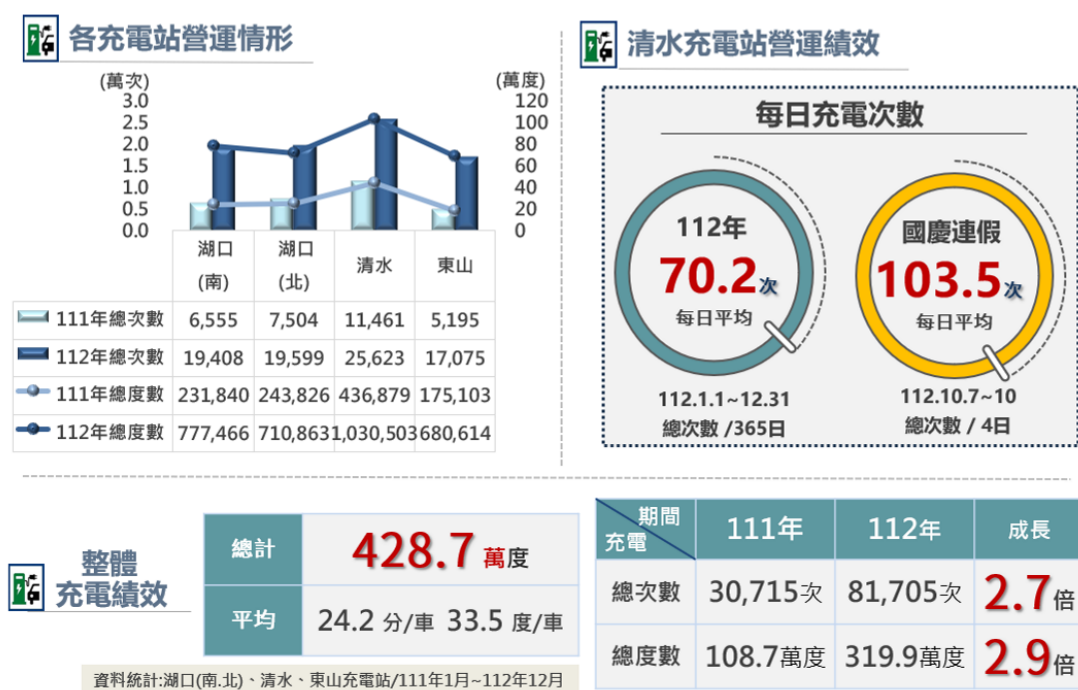 各充電站營運情形
(萬次)
(萬度)
3.0
2.5
2.0
1.5
1.0
0.5
0.0
120
100
80
60
40
20
0
湖口(南) 湖口(北) 清水 東山
111年總次數 6,555 7,504 11,461 5,195
112年總次數 19,408 19,599 25,623 17,075
111年總度數 231,840 243,826 436,879 175,103
112年總度數 777,466 710,863 1,030,503 680,614
清水充電站營運績效
每日充電次數
112年
70.2次
每日平均
112.1.1~12.31
總次數 /365日
國慶連假
103.5次
每日平均
112.10.7~10
總次數 / 4日
整體
充電績效
總計 428.7 萬度
平均 24.2 分/車 33.5 度/車
資料統計:湖口(南.北)、清水、東山充電站/111年1月~112年12月
期間
充電
111年 112年 成長
總次數 30,715次 81,705次 2.7倍
總度數 108.7萬度 319.9萬度 2.9倍